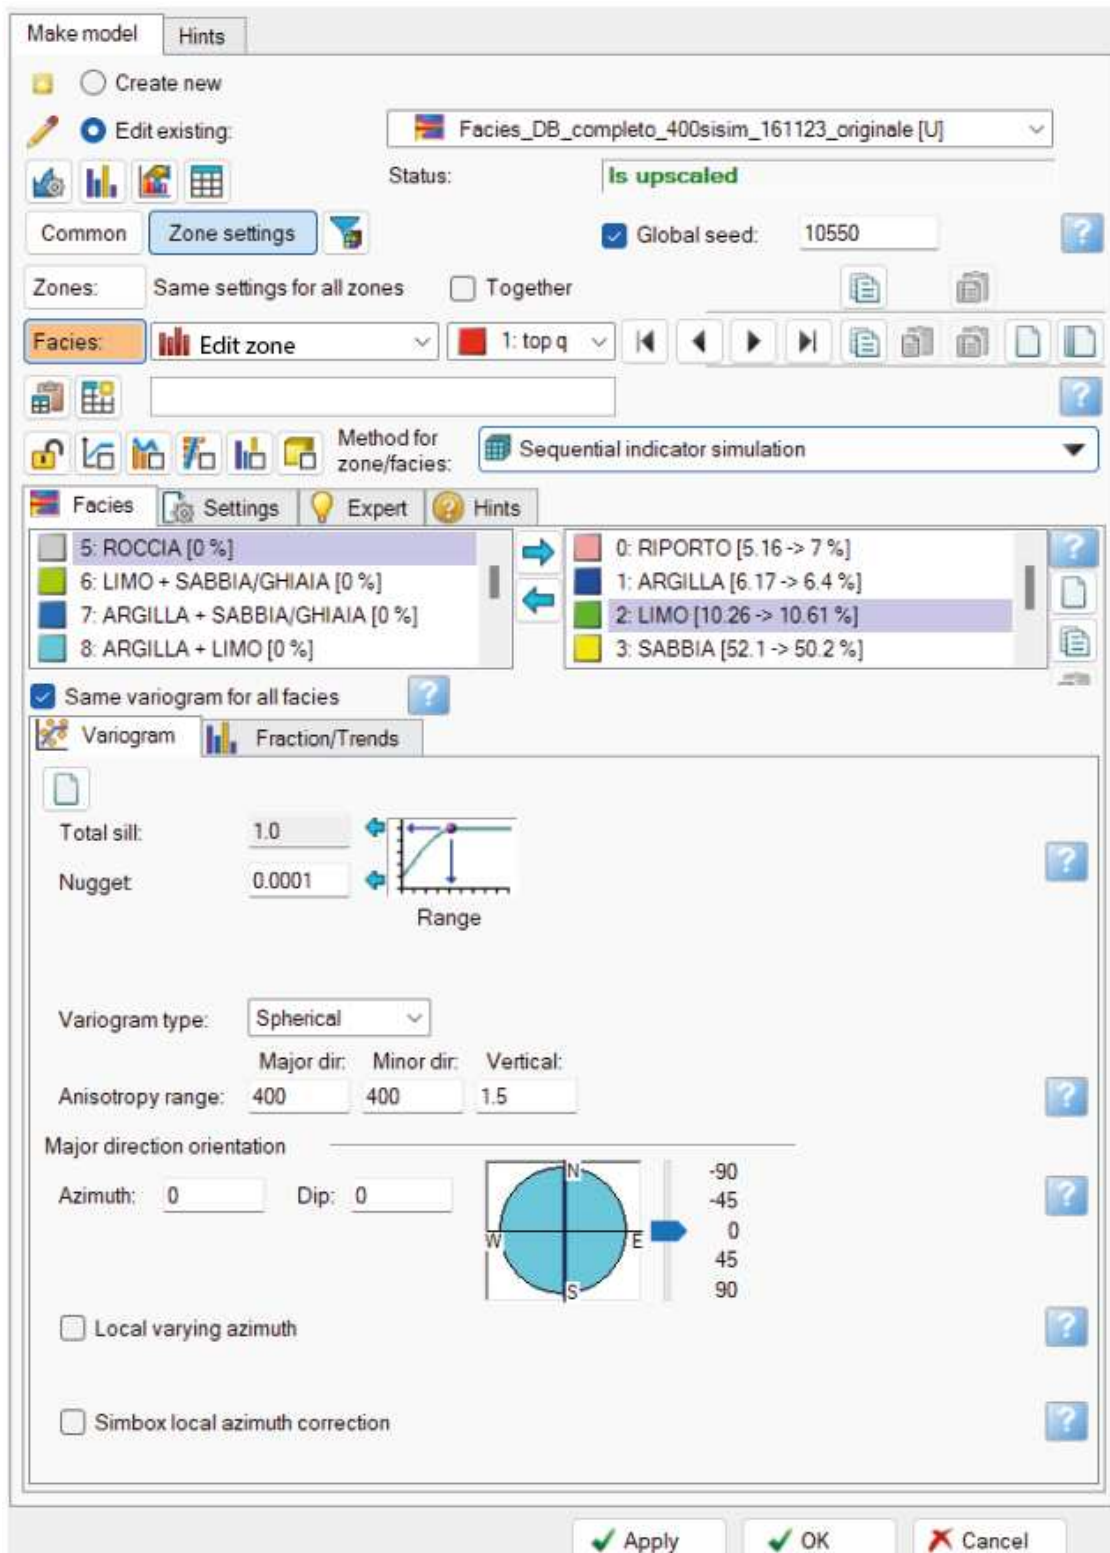 Make model Hints
Create new
Edit existing: Facies_DB_completo_400sisim_161123_originale [U]
Status: Is upscaled
Common Zone settings Global seed: 10550 ?
Zones: Same settings for all zones Together
Facies: Edit zone 1: top q
?
Method for
zone/facies: Sequential indicator simulation
Facies Settings Expert Hints
5: ROCCIA [0 %] 0: RIPORTO [5.16 -> 7 %] ?
6: LIMO + SABBIA/GHIAIA [0 %] 1: ARGILLA [6.17 -> 6.4 %]
7: ARGILLA + SABBIA/GHIAIA [0 %] 2: LIMO [10.26 -> 10.61 %]
8: ARGILLA + LIMO [0 %] 3: SABBIA [52.1 -> 50.2 %]
Same variogram for all facies ?
Variogram Fraction/Trends
Total sill: 1.0
?
Nugget 0.0001
Range
Variogram type: Spherical
Major dir: Minor dir: Vertical:
Anisotropy range: 400 400 1.5 ?
Major direction orientation
Azimuth: 0 Dip: 0 ?
N
W E
S
-90
-45
0
45
90
Local varying azimuth ?
Simbox local azimuth correction ?
Apply OK Cancel